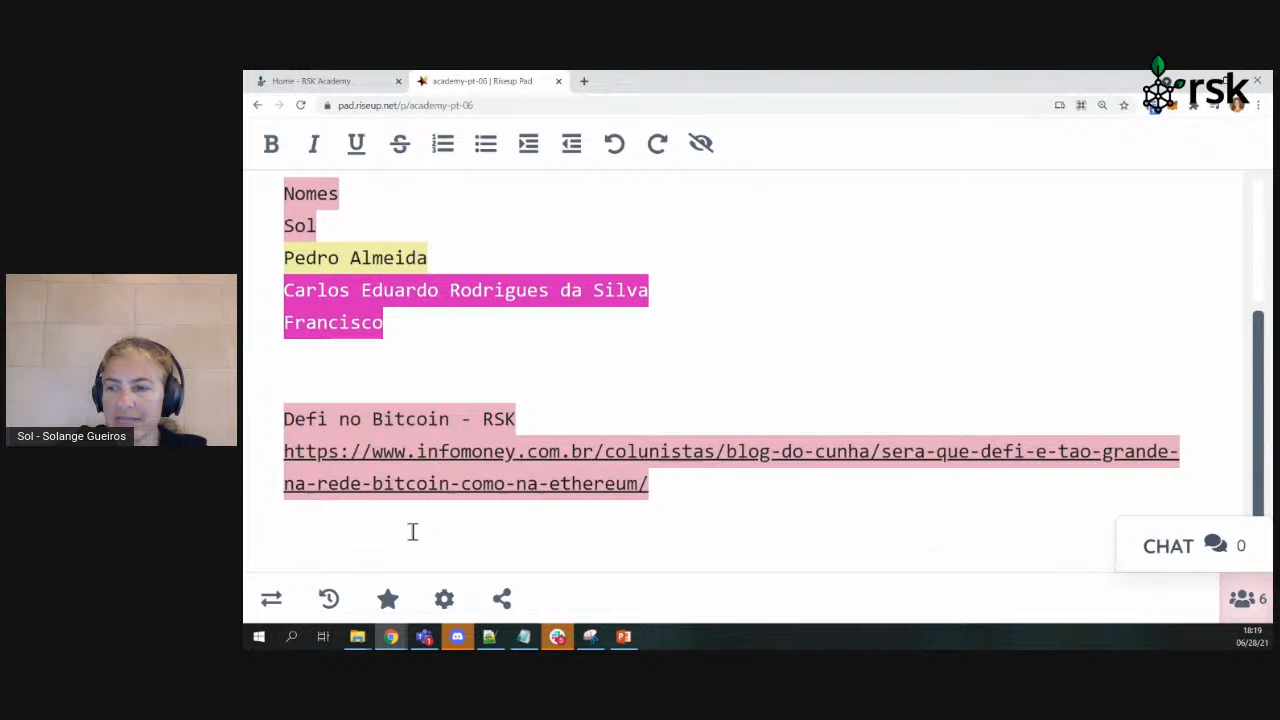 rsk
Home - RSK Academy
academy-pt-06 | Riseup Pad
pad.riseup.net/p/academy-pt-06
Nomes
Sol
Pedro Almeida
Carlos Eduardo Rodrigues da Silva
Francisco
Defi no Bitcoin - RSK
https://www.infomoney.com.br/colunistas/blog-do-cunha/sera-que-defi-e-tao-grande-
na-rede-bitcoin-como-na-ethereum/
Sol - Solange Gueiros
CHAT 0
6
18:19
06/28/21